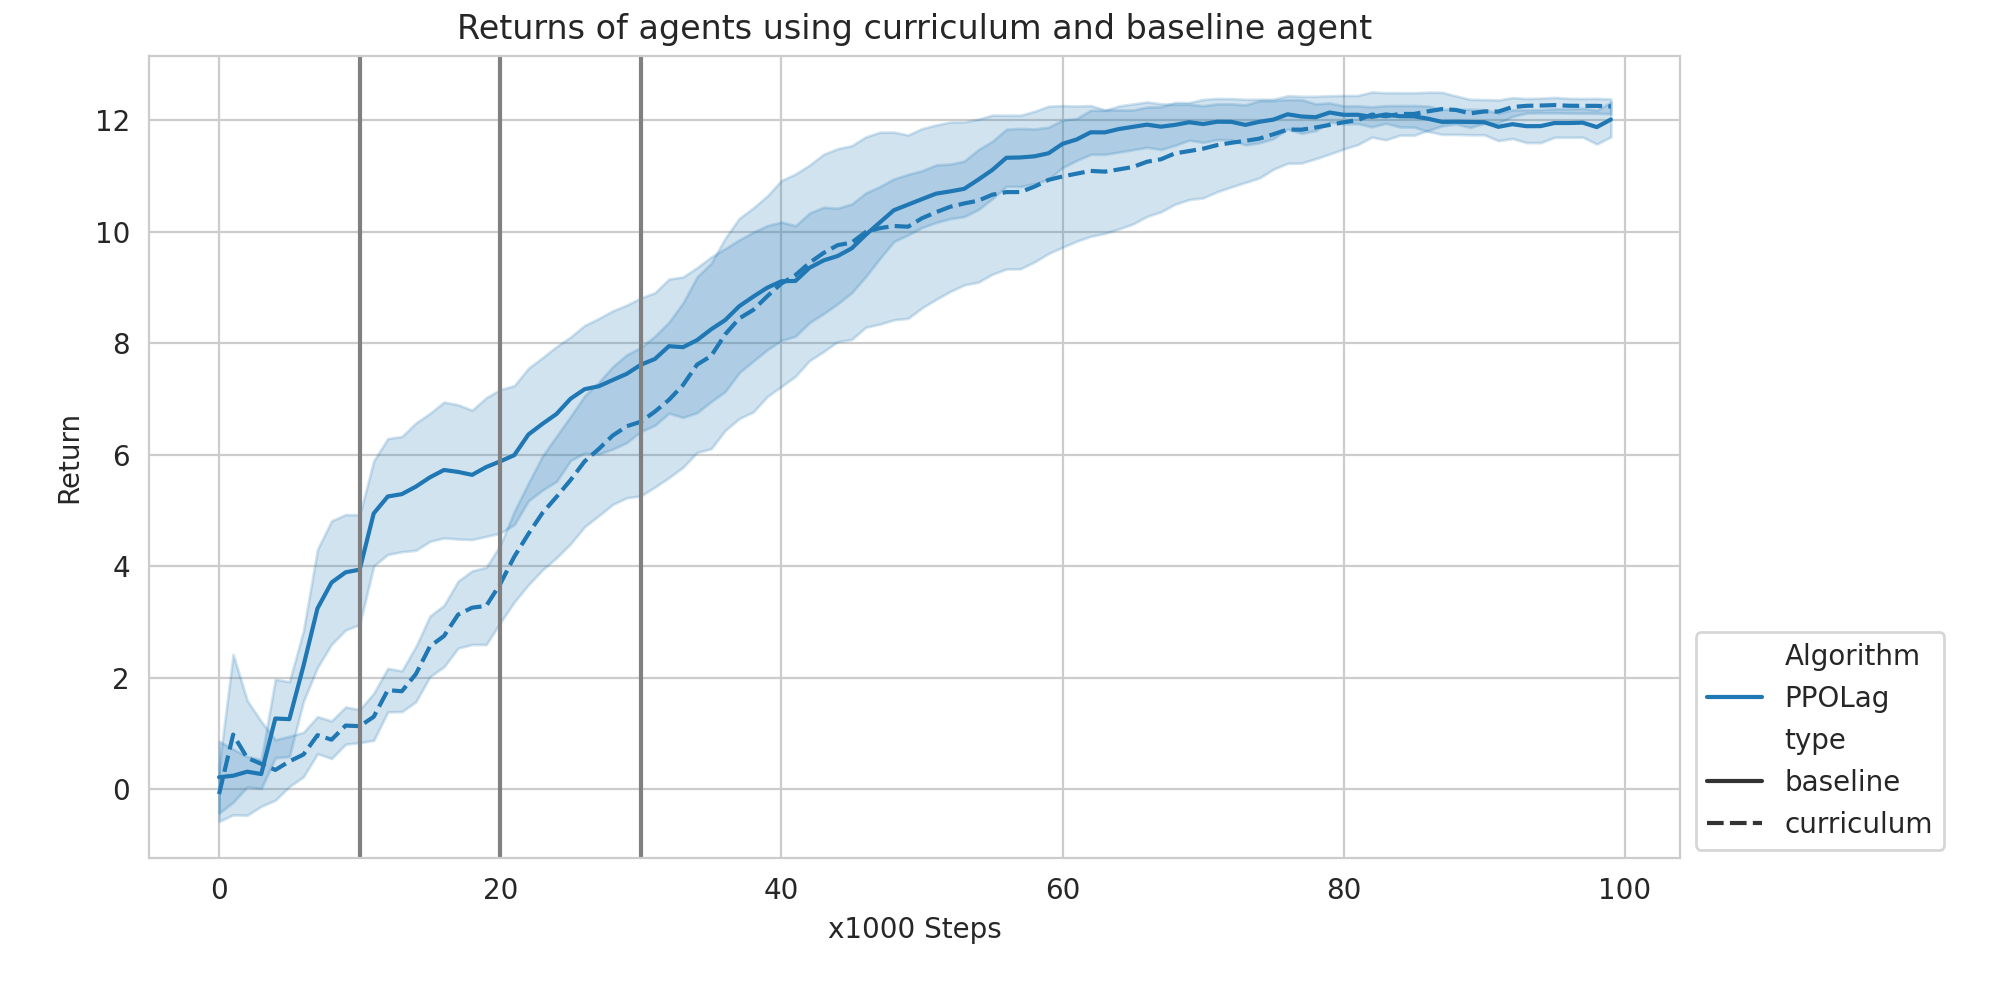 Returns of agents using curriculum and baseline agent
12
10
8
6
4
2
0
Return
0 20 40 60 80 100
x1000 Steps
Algorithm
PPOLag
type
baseline
curriculum